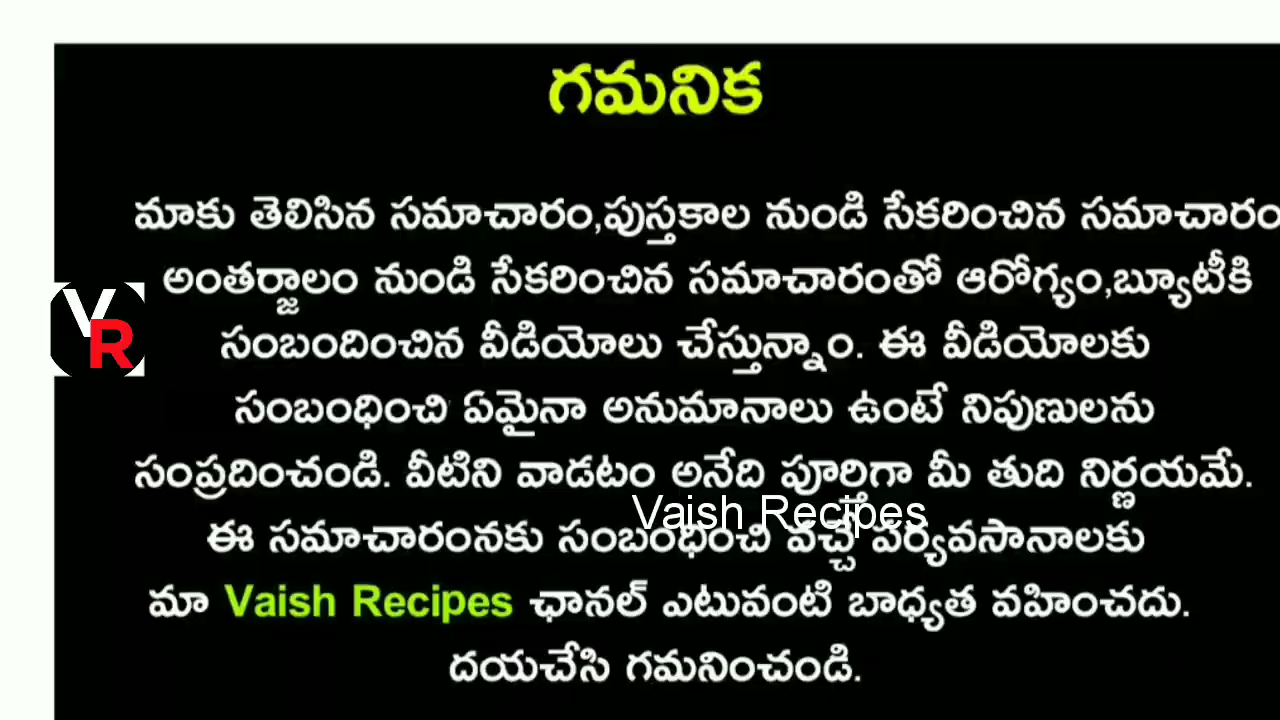 గమనిక
మాకు తెలిసిన సమాచారం,పుస్తకాల నుండి సేకరించిన సమాచారం
అంతర్జాలం నుండి సేకరించిన సమాచారంతో ఆరోగ్యం,బ్యూటీకి
VR
సంబందించిన వీడియోలు చేస్తున్నాం. ఈ వీడియోలకు
సంబంధించి ఏమైనా అనుమానాలు ఉంటే నిపుణులను
సంప్రదించండి. వీటిని వాడటం అనేది పూర్తిగా మీ తుది నిర్ణయమే.
Vaish Recipes
ఈ సమాచారంనకు సంబంధించి వచ్చే పర్యవసానాలకు
మా Vaish Recipes ఛానల్ ఎటువంటి బాధ్యత వహించదు.
దయచేసి గమనించండి.